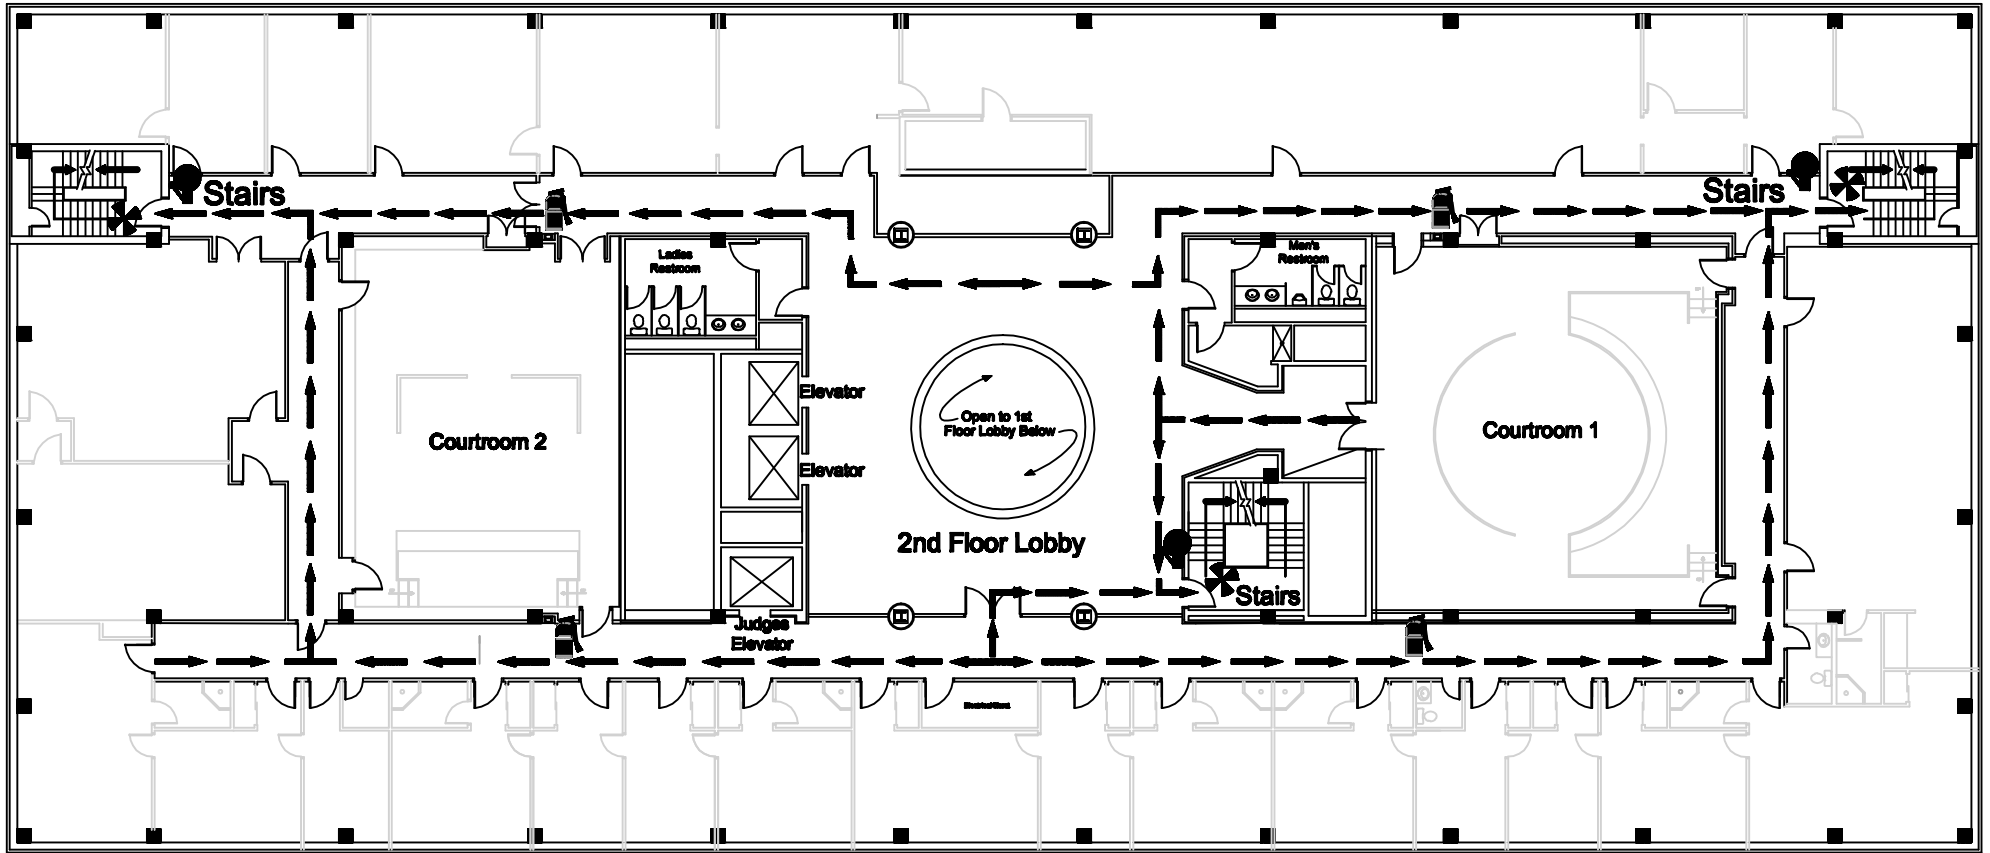 Stairs
Stairs
Ladies
Restroom
Men's
Restroom
Elevator
Open to 1st
Floor Lobby Below
Courtroom 2
Courtroom 1
Elevator
2nd Floor Lobby
Stairs
Judges
Elevator